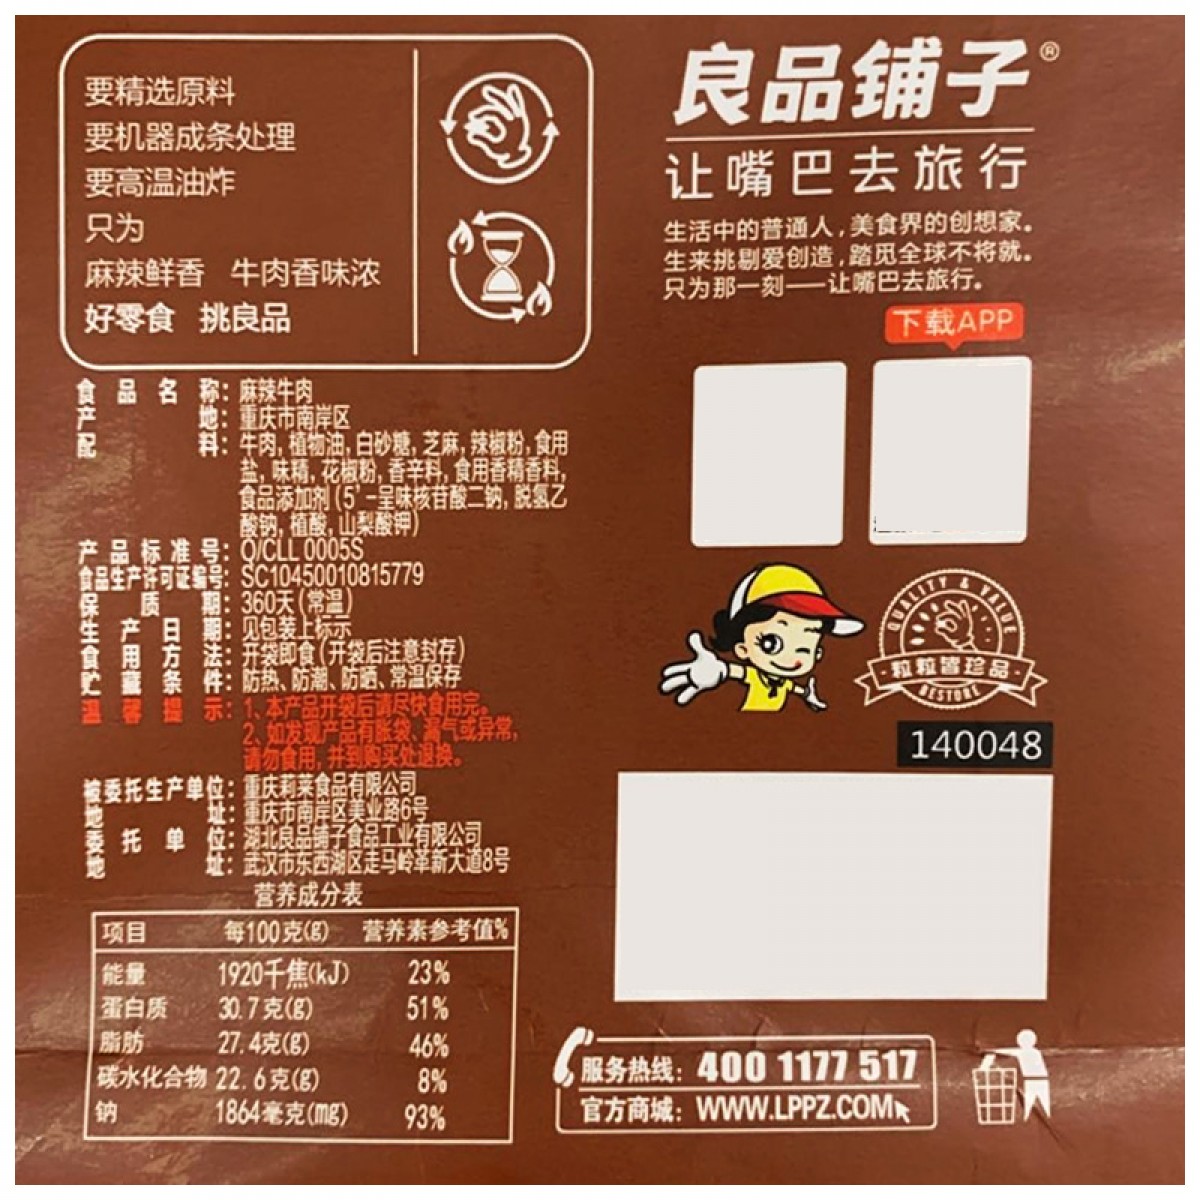 要精选原料
要机器成条处理
要高温油炸
只为
麻辣鲜香 牛肉香味浓
好零食 挑良品
良品铺子®
让嘴巴去旅行
生活中的普通人,美食界的创想家。
生来挑剔爱创造,踏觅全球不将就。
只为那一刻——让嘴巴去旅行。
下载APP
食品名称：麻辣牛肉
产地：重庆市南岸区
配料：牛肉,植物油,白砂糖,芝麻,辣椒粉,食用
盐,味精,花椒粉,香辛料,食用香精香料,
食品添加剂(5'-呈味核苷酸二钠,脱氢乙
酸钠,植酸,山梨酸钾)
产品标准号：Q/CLL 0005S
食品生产许可证编号：SC10450010815779
保质期：360天(常温)
生产日期：见包装上标示
食用方法：开袋即食(开袋后注意封存)
贮藏条件：防热、防潮、防晒、常温保存
温馨提示：1、本产品开袋后请尽快食用完。
2、如发现产品有胀袋、漏气或异常,
请勿食用,并到购买处退换。
被委托生产单位：重庆莉莱食品有限公司
地址：重庆市南岸区美业路6号
委托单位：湖北良品铺子食品工业有限公司
地址：武汉市东西湖区走马岭革新大道8号
营养成分表
项目 每100克(g) 营养素参考值%
能量 1920千焦(kJ) 23%
蛋白质 30.7克(g) 51%
脂肪 27.4克(g) 46%
碳水化合物 22.6克(g) 8%
钠 1864毫克(mg) 93%
QUALITY & VALUE
粒粒皆珍品
BESTORE
140048
服务热线：400 1177 517
官方商城：WWW.LPPZ.COM